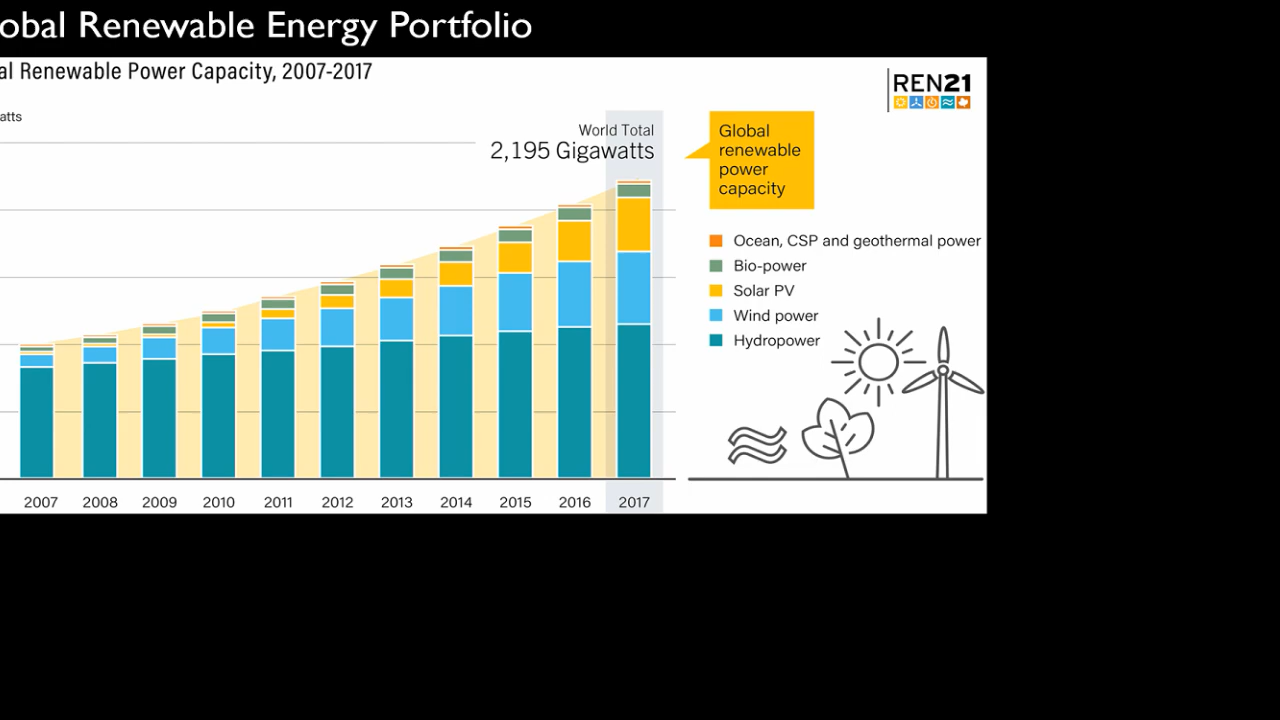 obal Renewable Energy Portfolio
al Renewable Power Capacity, 2007-2017
REN21
atts
World Total
2,195 Gigawatts
Global
renewable
power
capacity
Ocean, CSP and geothermal power
Bio-power
Solar PV
Wind power
Hydropower
2007 2008 2009 2010 2011 2012 2013 2014 2015 2016 2017